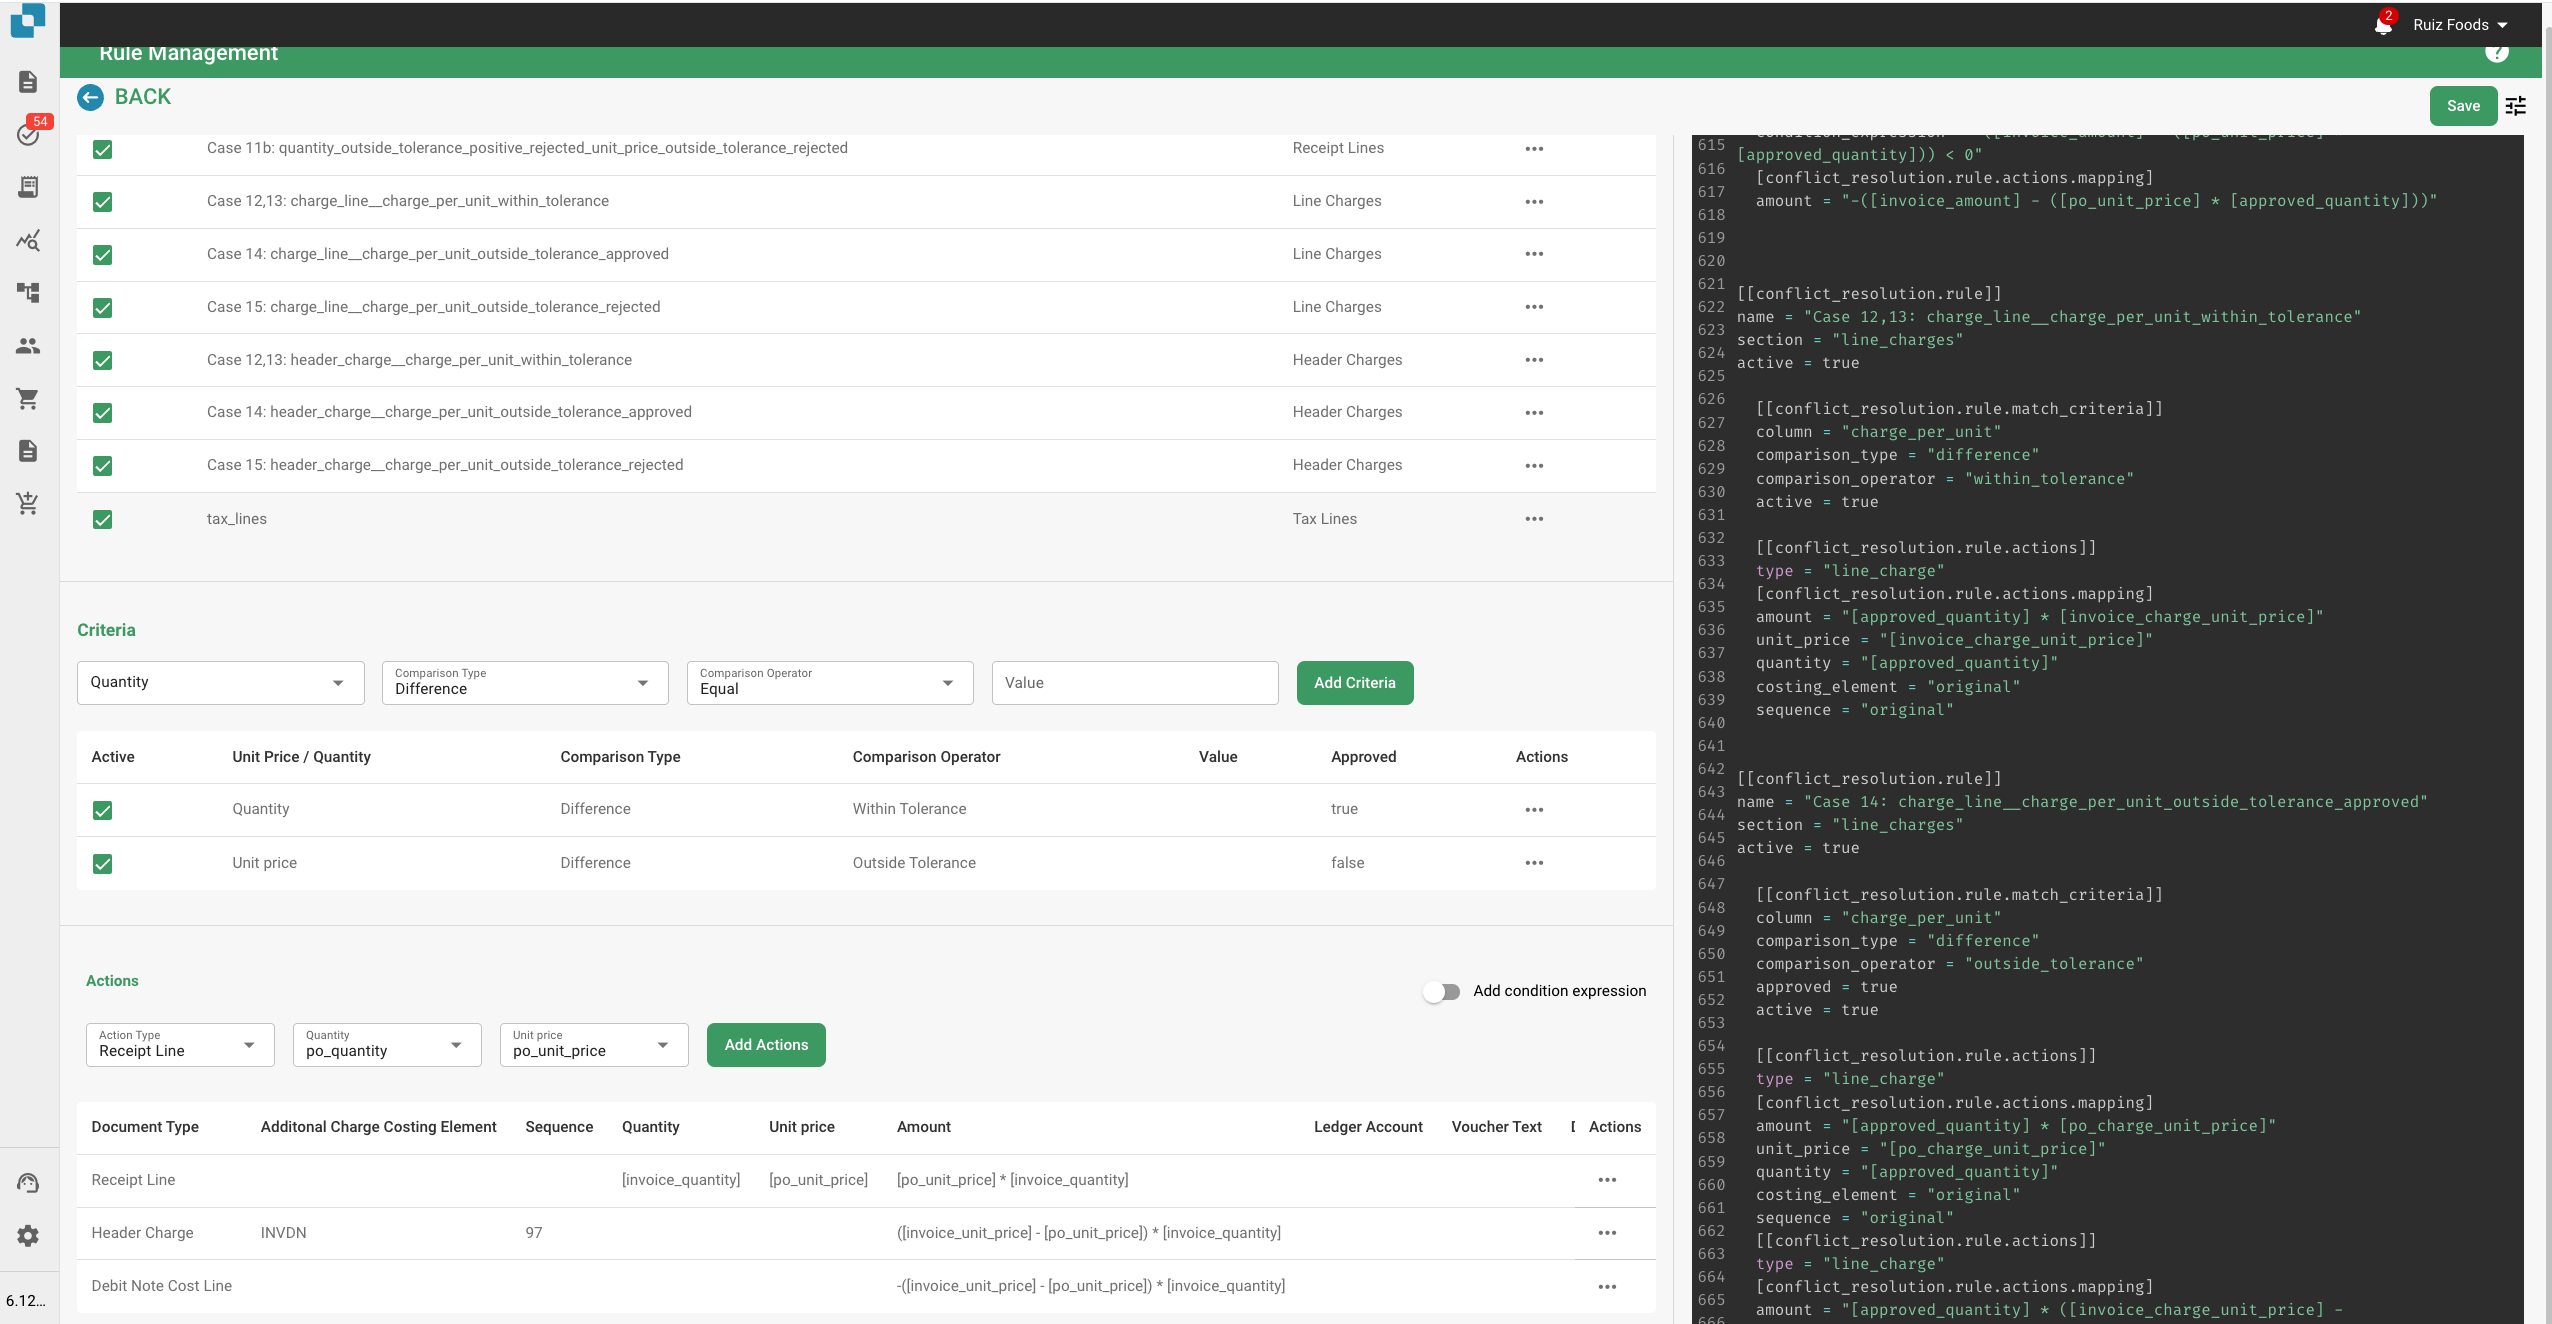 2
Ruiz Foods
Rule Management
?
BACK
Save
54
Case 11b: quantity_outside_tolerance_positive_rejected_unit_price_outside_tolerance_rejected Receipt Lines
Case 12,13: charge_line__charge_per_unit_within_tolerance Line Charges
Case 14: charge_line__charge_per_unit_outside_tolerance_approved Line Charges
Case 15: charge_line__charge_per_unit_outside_tolerance_rejected Line Charges
Case 12,13: header_charge__charge_per_unit_within_tolerance Header Charges
Case 14: header_charge__charge_per_unit_outside_tolerance_approved Header Charges
Case 15: header_charge__charge_per_unit_outside_tolerance_rejected Header Charges
tax_lines Tax Lines
Criteria
Quantity
Comparison Type
Difference
Comparison Operator
Equal
Value
Add Criteria
Active Unit Price / Quantity Comparison Type Comparison Operator Value Approved Actions
Quantity Difference Within Tolerance true
Unit price Difference Outside Tolerance false
Actions
Add condition expression
Action Type
Receipt Line
Quantity
po_quantity
Unit price
po_unit_price
Add Actions
Document Type Additonal Charge Costing Element Sequence Quantity Unit price Amount Ledger Account Voucher Text Actions
Receipt Line [invoice_quantity] [po_unit_price] [po_unit_price] * [invoice_quantity]
Header Charge INVDN 97 ([invoice_unit_price] - [po_unit_price]) * [invoice_quantity]
Debit Note Cost Line -([invoice_unit_price] - [po_unit_price]) * [invoice_quantity]
6.12...
615
[approved_quantity])) < 0"
616 [conflict_resolution.rule.actions.mapping]
617 amount = "-([invoice_amount] - ([po_unit_price] * [approved_quantity]))"
618
619
620
621 [[conflict_resolution.rule]]
622 name = "Case 12,13: charge_line__charge_per_unit_within_tolerance"
623 section = "line_charges"
624 active = true
625
626 [[conflict_resolution.rule.match_criteria]]
627 column = "charge_per_unit"
628 comparison_type = "difference"
629 comparison_operator = "within_tolerance"
630 active = true
631
632 [[conflict_resolution.rule.actions]]
633 type = "line_charge"
634 [conflict_resolution.rule.actions.mapping]
635 amount = "[approved_quantity] * [invoice_charge_unit_price]"
636 unit_price = "[invoice_charge_unit_price]"
637 quantity = "[approved_quantity]"
638 costing_element = "original"
639 sequence = "original"
640
641
642 [[conflict_resolution.rule]]
643 name = "Case 14: charge_line__charge_per_unit_outside_tolerance_approved"
644 section = "line_charges"
645 active = true
646
647 [[conflict_resolution.rule.match_criteria]]
648 column = "charge_per_unit"
649 comparison_type = "difference"
650 comparison_operator = "outside_tolerance"
651 approved = true
652 active = true
653
654 [[conflict_resolution.rule.actions]]
655 type = "line_charge"
656 [conflict_resolution.rule.actions.mapping]
657 amount = "[approved_quantity] * [po_charge_unit_price]"
658 unit_price = "[po_charge_unit_price]"
659 quantity = "[approved_quantity]"
660 costing_element = "original"
661 sequence = "original"
662 [[conflict_resolution.rule.actions]]
663 type = "line_charge"
664 [conflict_resolution.rule.actions.mapping]
665 amount = "[approved_quantity] * ([invoice_charge_unit_price] -